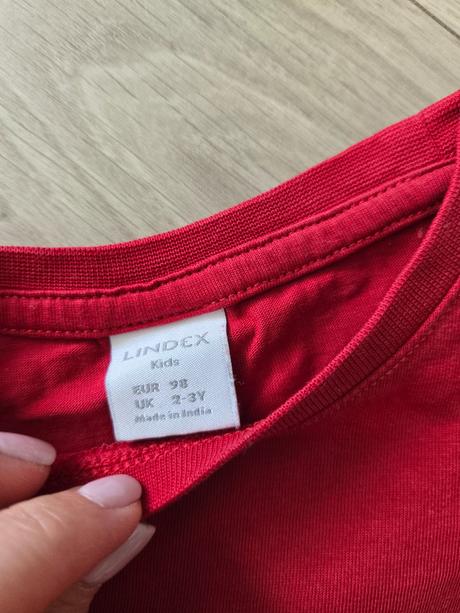 LINDEX
Kids
EUR 98
UK 2-3Y
Made in India